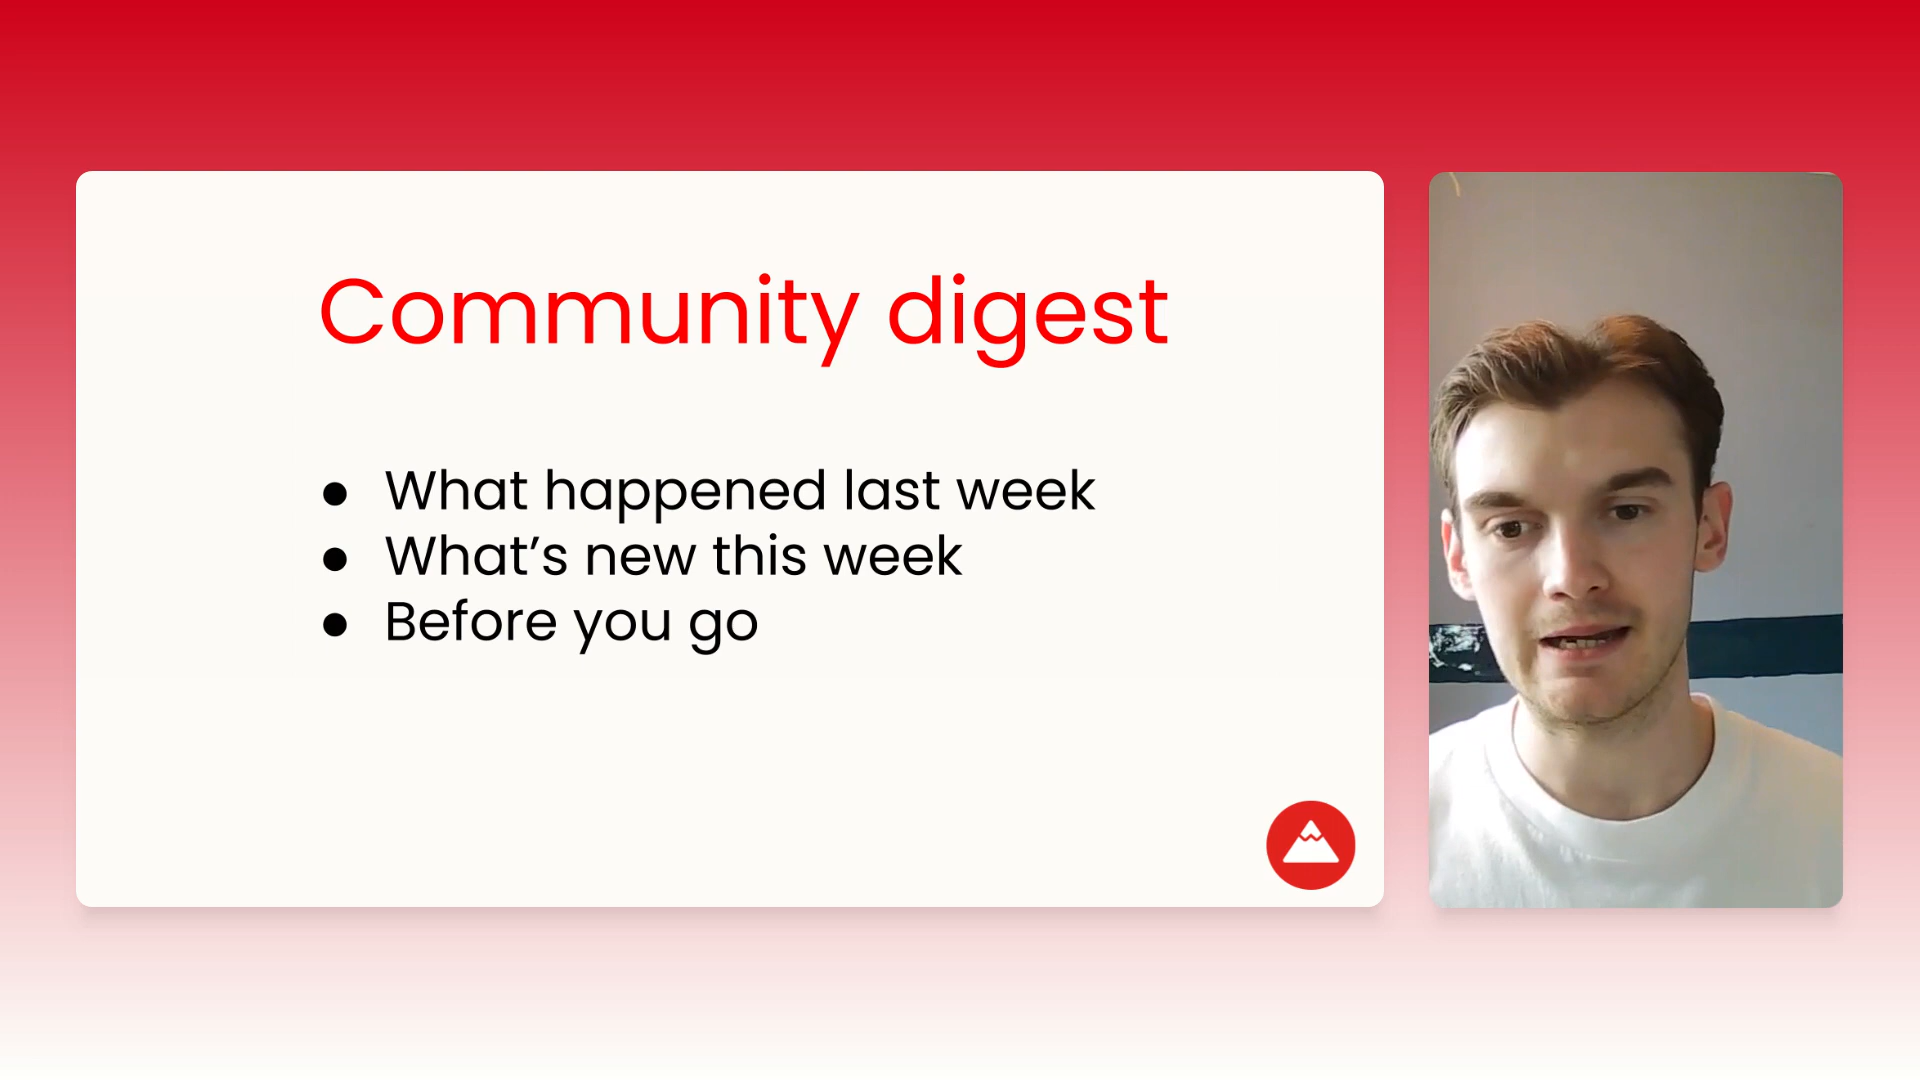 Community digest
● What happened last week
● What’s new this week
● Before you go